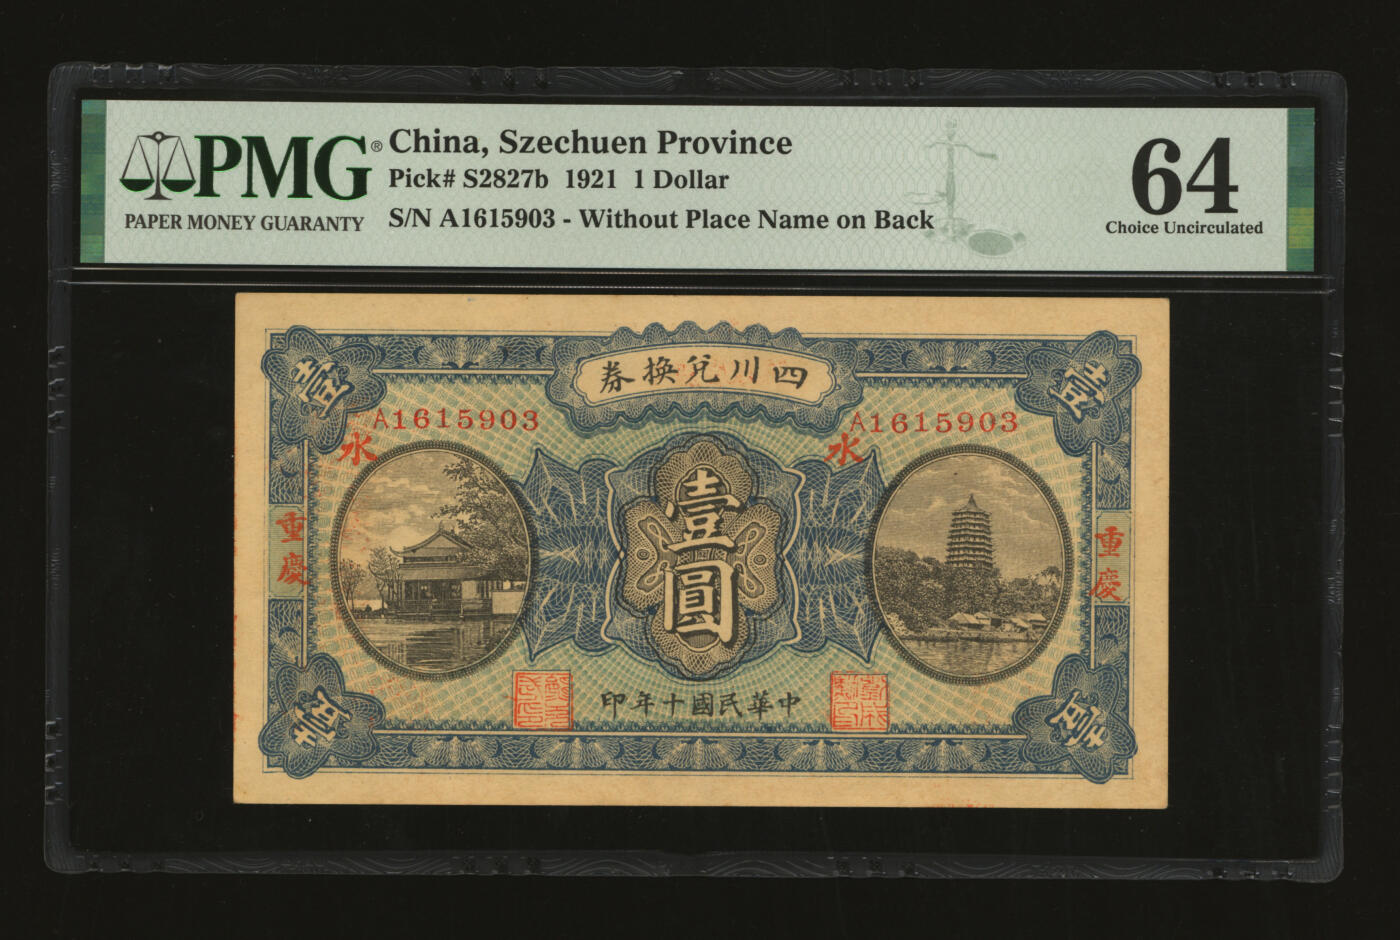 PMG®
PAPER MONEY GUARANTY
China, Szechuen Province
Pick# S2827b 1921 1 Dollar
S/N A1615903 - Without Place Name on Back
64
Choice Uncirculated
券換兌川四
壹
壹
A1615903
A1615903
水
水
重慶
重慶
壹圓
印年十國民華中
壹
壹